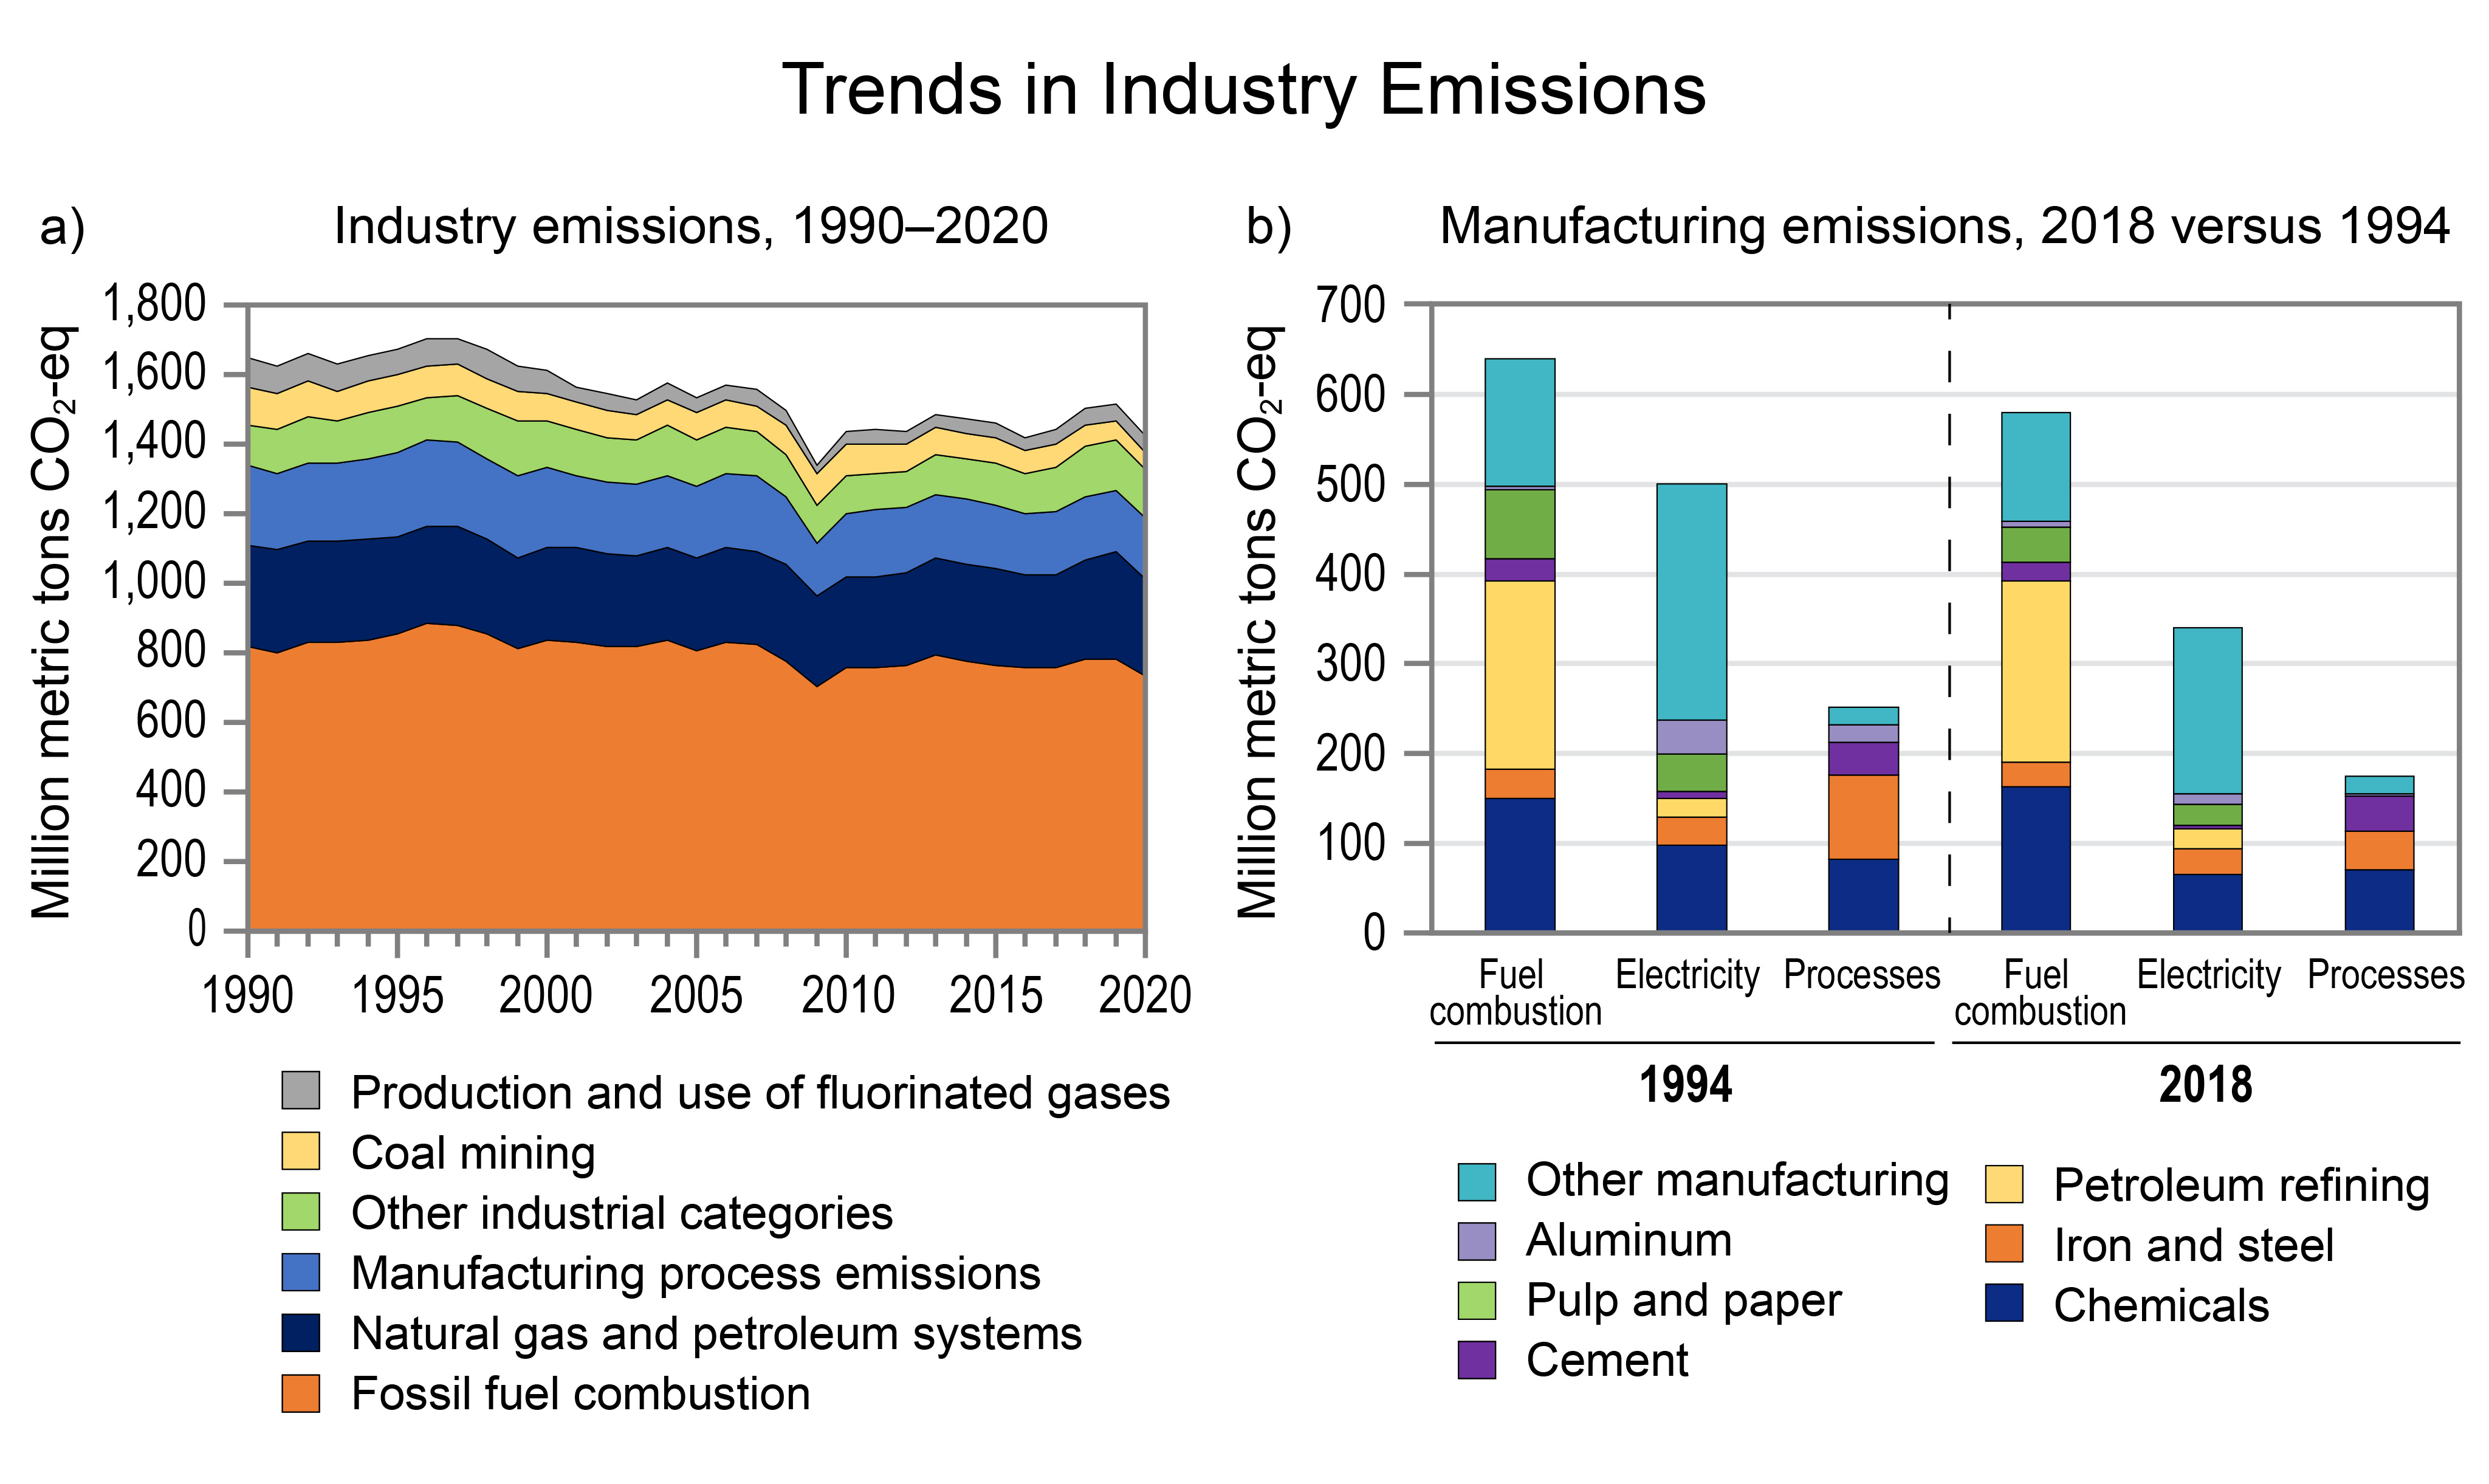 Trends in Industry Emissions
a)
Industry emissions, 1990–2020
Million metric tons CO₂-eq
1,800
1,600
1,400
1,200
1,000
800
600
400
200
0
1990 1995 2000 2005 2010 2015 2020
Production and use of fluorinated gases
Coal mining
Other industrial categories
Manufacturing process emissions
Natural gas and petroleum systems
Fossil fuel combustion
b)
Manufacturing emissions, 2018 versus 1994
Million metric tons CO₂-eq
700
600
500
400
300
200
100
0
Fuel Electricity Processes Fuel Electricity Processes
combustion combustion
1994 2018
Other manufacturing
Aluminum
Pulp and paper
Cement
Petroleum refining
Iron and steel
Chemicals